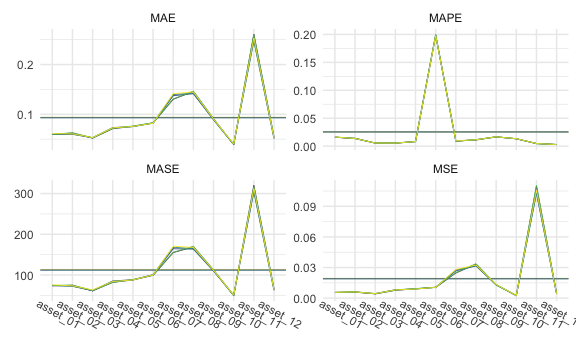 MAE
MAPE
0.2
0.1
0.20
0.15
0.10
0.05
0.00
MASE
MSE
300
200
100
0.09
0.06
0.03
0.00
asset_01
asset_02
asset_03
asset_04
asset_05
asset_06
asset_07
asset_08
asset_09
asset_10
asset_11
asset_12
asset_01
asset_02
asset_03
asset_04
asset_05
asset_06
asset_07
asset_08
asset_09
asset_10
asset_11
asset_12